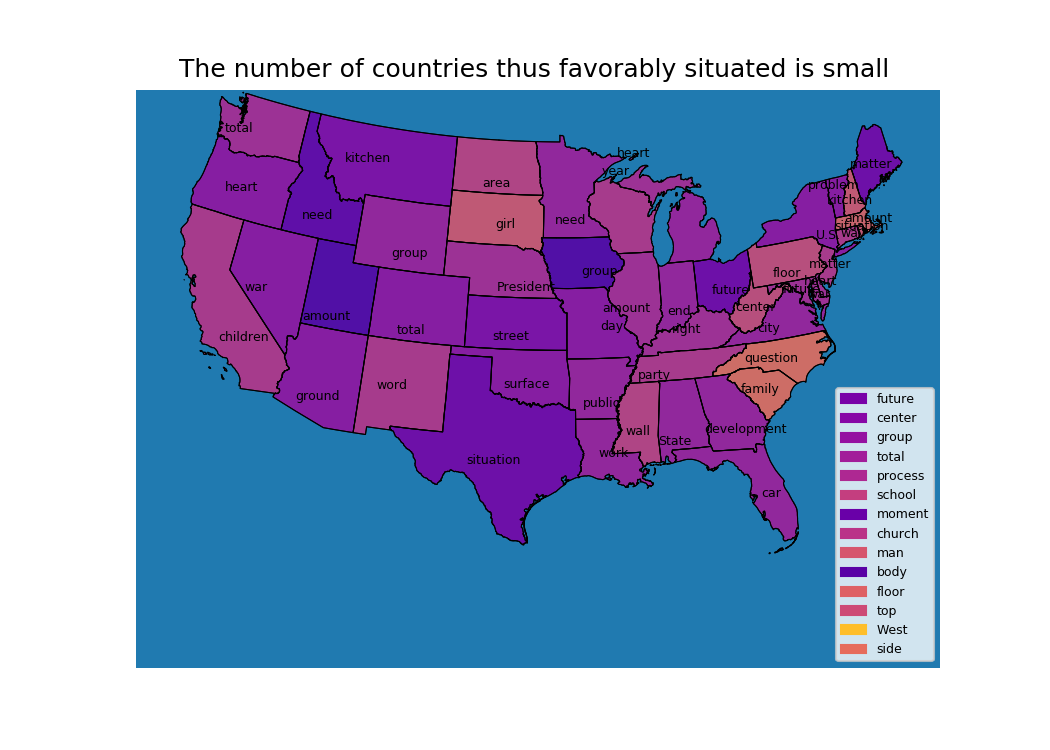 The number of countries thus favorably situated is small
total
heart
year
kitchen
matter
area
problem
heart
need
kitchen
girl
need
amount
situation
U.S.
war
group
group
matter
floor
heart
future
war
President
future
war
amount
center
amount
end
children
total
street
day
right
city
question
party
word
surface
family
ground
public
wall
development
State
situation
work
car
future
center
group
total
process
school
moment
church
man
body
floor
top
West
side